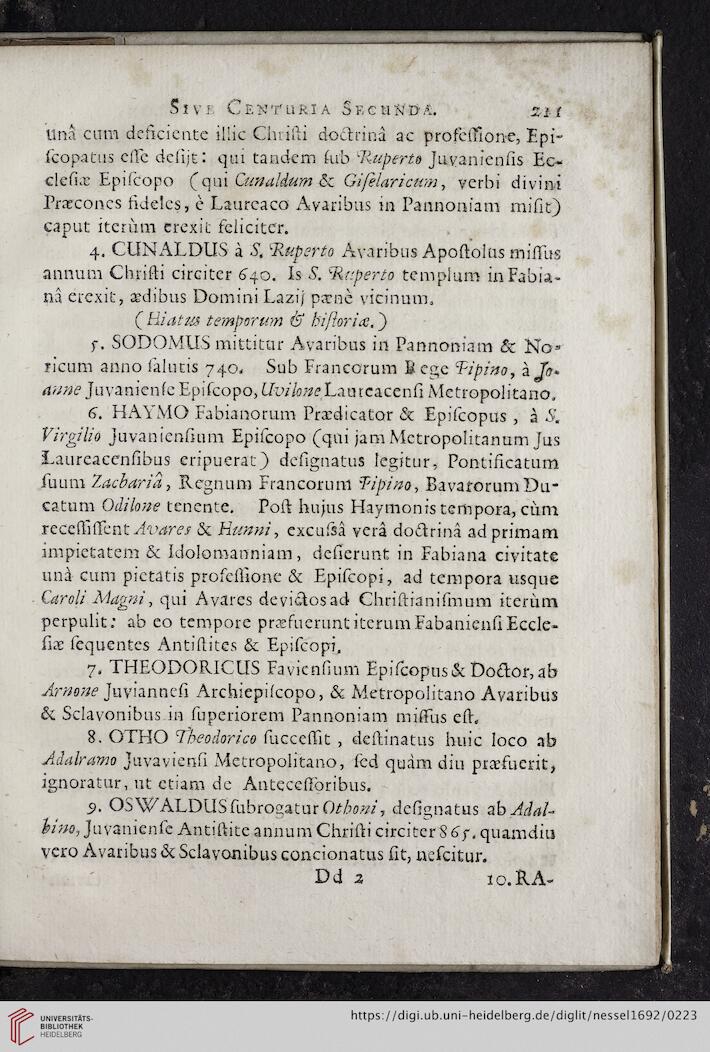 SIVE CENTURIA SECUNDA. 211
unâ cum deficiente illic Chriſti doctrinâ ac profeſſione, Epi-
ſcopatus eſſe deſijt: qui tandem ſub Ruperto Juvanienſis Ec-
cleſiæ Epiſcopo (qui Cunaldum & Giſelaricum, verbi divini
Præcones fideles, è Laureaco Avaribus in Pannoniam miſit)
caput iterùm erexit feliciter.
4. CUNALDUS à S. Ruperto Avaribus Apoſtolus miſſus
annum Chriſti circiter 640. Is S. Ruperto templum in Fabia-
nâ erexit, ædibus Domini Lazij pænè vicinum.
(Hiatus temporum & hiſtoriæ.)
5. SODOMUS mittitur Avaribus in Pannoniam & No-
ricum anno ſalutis 740. Sub Francorum Rege Pipino, à Jo-
anne Juvanienſe Epiſcopo, Uvilone Laureacenſi Metropolitano.
6. HAYMO Fabianorum Prædicator & Epiſcopus, à S.
Virgilio Juvanienſium Epiſcopo (qui jam Metropolitanum Jus
Laureacenſibus eripuerat) deſignatus legitur, Pontificatum
ſuum Zachariâ, Regnum Francorum Pipino, Bavarorum Du-
catum Odilone tenente. Poſt hujus Haymonis tempora, cùm
receſſiſſent Avares & Hunni, excuſsâ verâ doctrinâ ad primam
impietatem & Idolomanniam, deſierunt in Fabiana civitate
unà cum pietatis profeſſione & Epiſcopi, ad tempora usque
Caroli Magni, qui Avares devictos ad Chriſtianiſmum iterùm
perpulit: ab eo tempore præfuerunt iterum Fabanienſi Eccle-
ſiæ ſequentes Antiſtites & Epiſcopi.
7. THEODORICUS Favienſium Epiſcopus & Doctor, ab
Arnone Juvianneſi Archiepiſcopo, & Metropolitano Avaribus
& Sclavonibus in ſuperiorem Pannoniam miſſus eſt.
8. OTHO Theodorico ſucceſſit, deſtinatus huic loco ab
Adalramo Juvavienſi Metropolitano, ſed quàm diu præfuerit,
ignoratur, ut etiam de Anteceſſoribus.
9. OSWALDUS ſubrogatur Othoni, deſignatus ab Adal-
bino, Juvanienſe Antiſtite annum Chriſti circiter 865. quamdiu
vero Avaribus & Sclavonibus concionatus ſit, neſcitur.
Dd 2 10. RA-
UNIVERSITÄTS-
BIBLIOTHEK
HEIDELBERG
https://digi.ub.uni-heidelberg.de/diglit/nessel1692/0223